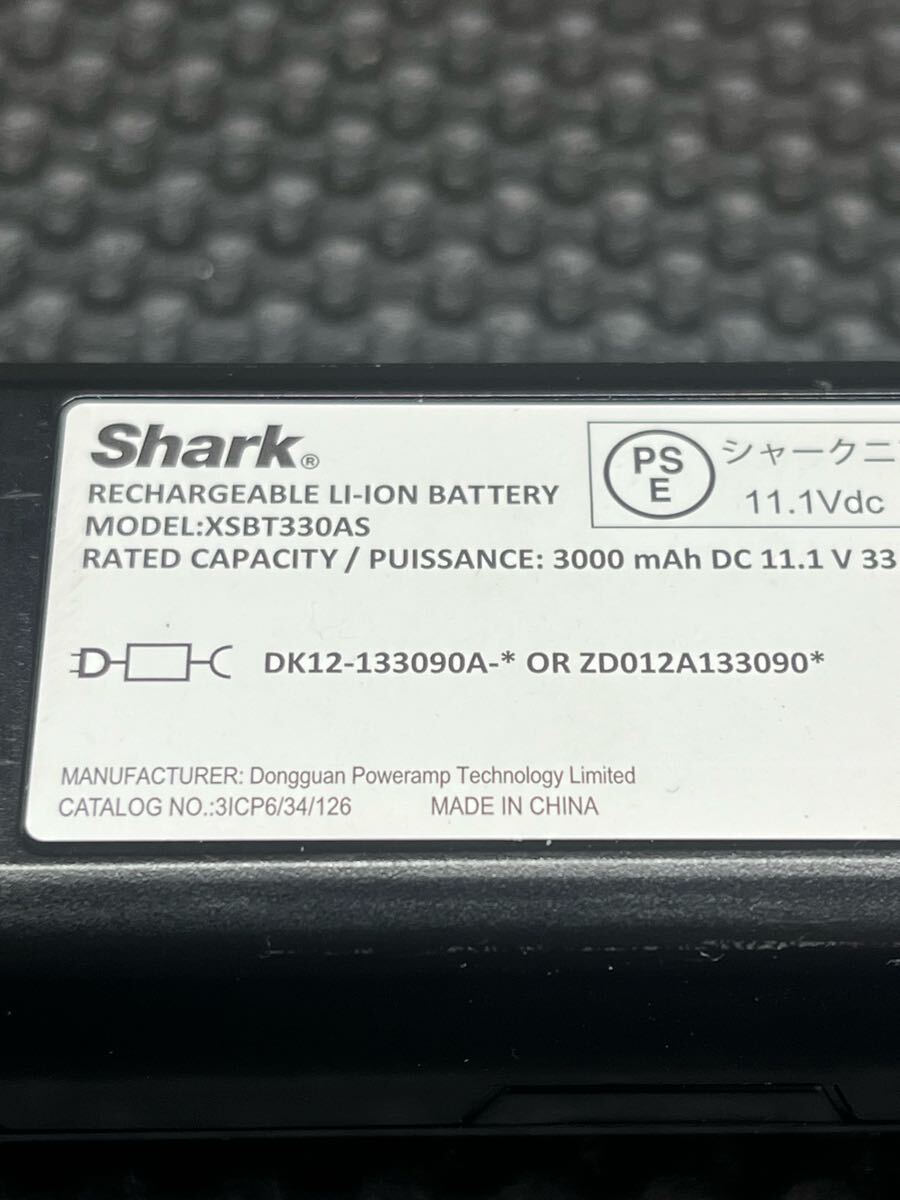 Shark®
RECHARGEABLE LI-ION BATTERY
MODEL:XSBT330AS
RATED CAPACITY / PUISSANCE: 3000 mAh DC 11.1 V 33
PS
E
シャークニ
11.1Vdc
DK12-133090A-* OR ZD012A133090*
MANUFACTURER: Dongguan Poweramp Technology Limited
CATALOG NO.:3ICP6/34/126 MADE IN CHINA